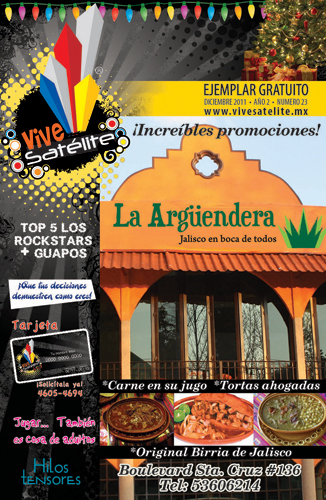 EJEMPLAR GRATUITO
DICIEMBRE 2011 • AÑO 2 • NUMERO 23
www.vivesatelite.mx
Vive
Satélite
¡Increíbles promociones!
La Argüendera
Jalisco en boca de todos
TOP 5 LOS
ROCKSTARS
+ GUAPOS
¡Que tus decisiones
demuestren como eres!
Tarjeta
¡Solicítala ya!
4605-4694
Jugar... También
es cosa de adultos
Hilos
TENSORES
*Carne en su jugo *Tortas ahogadas
*Original Birria de Jalisco
Boulevard Sta. Cruz #136
Tel: 53606214